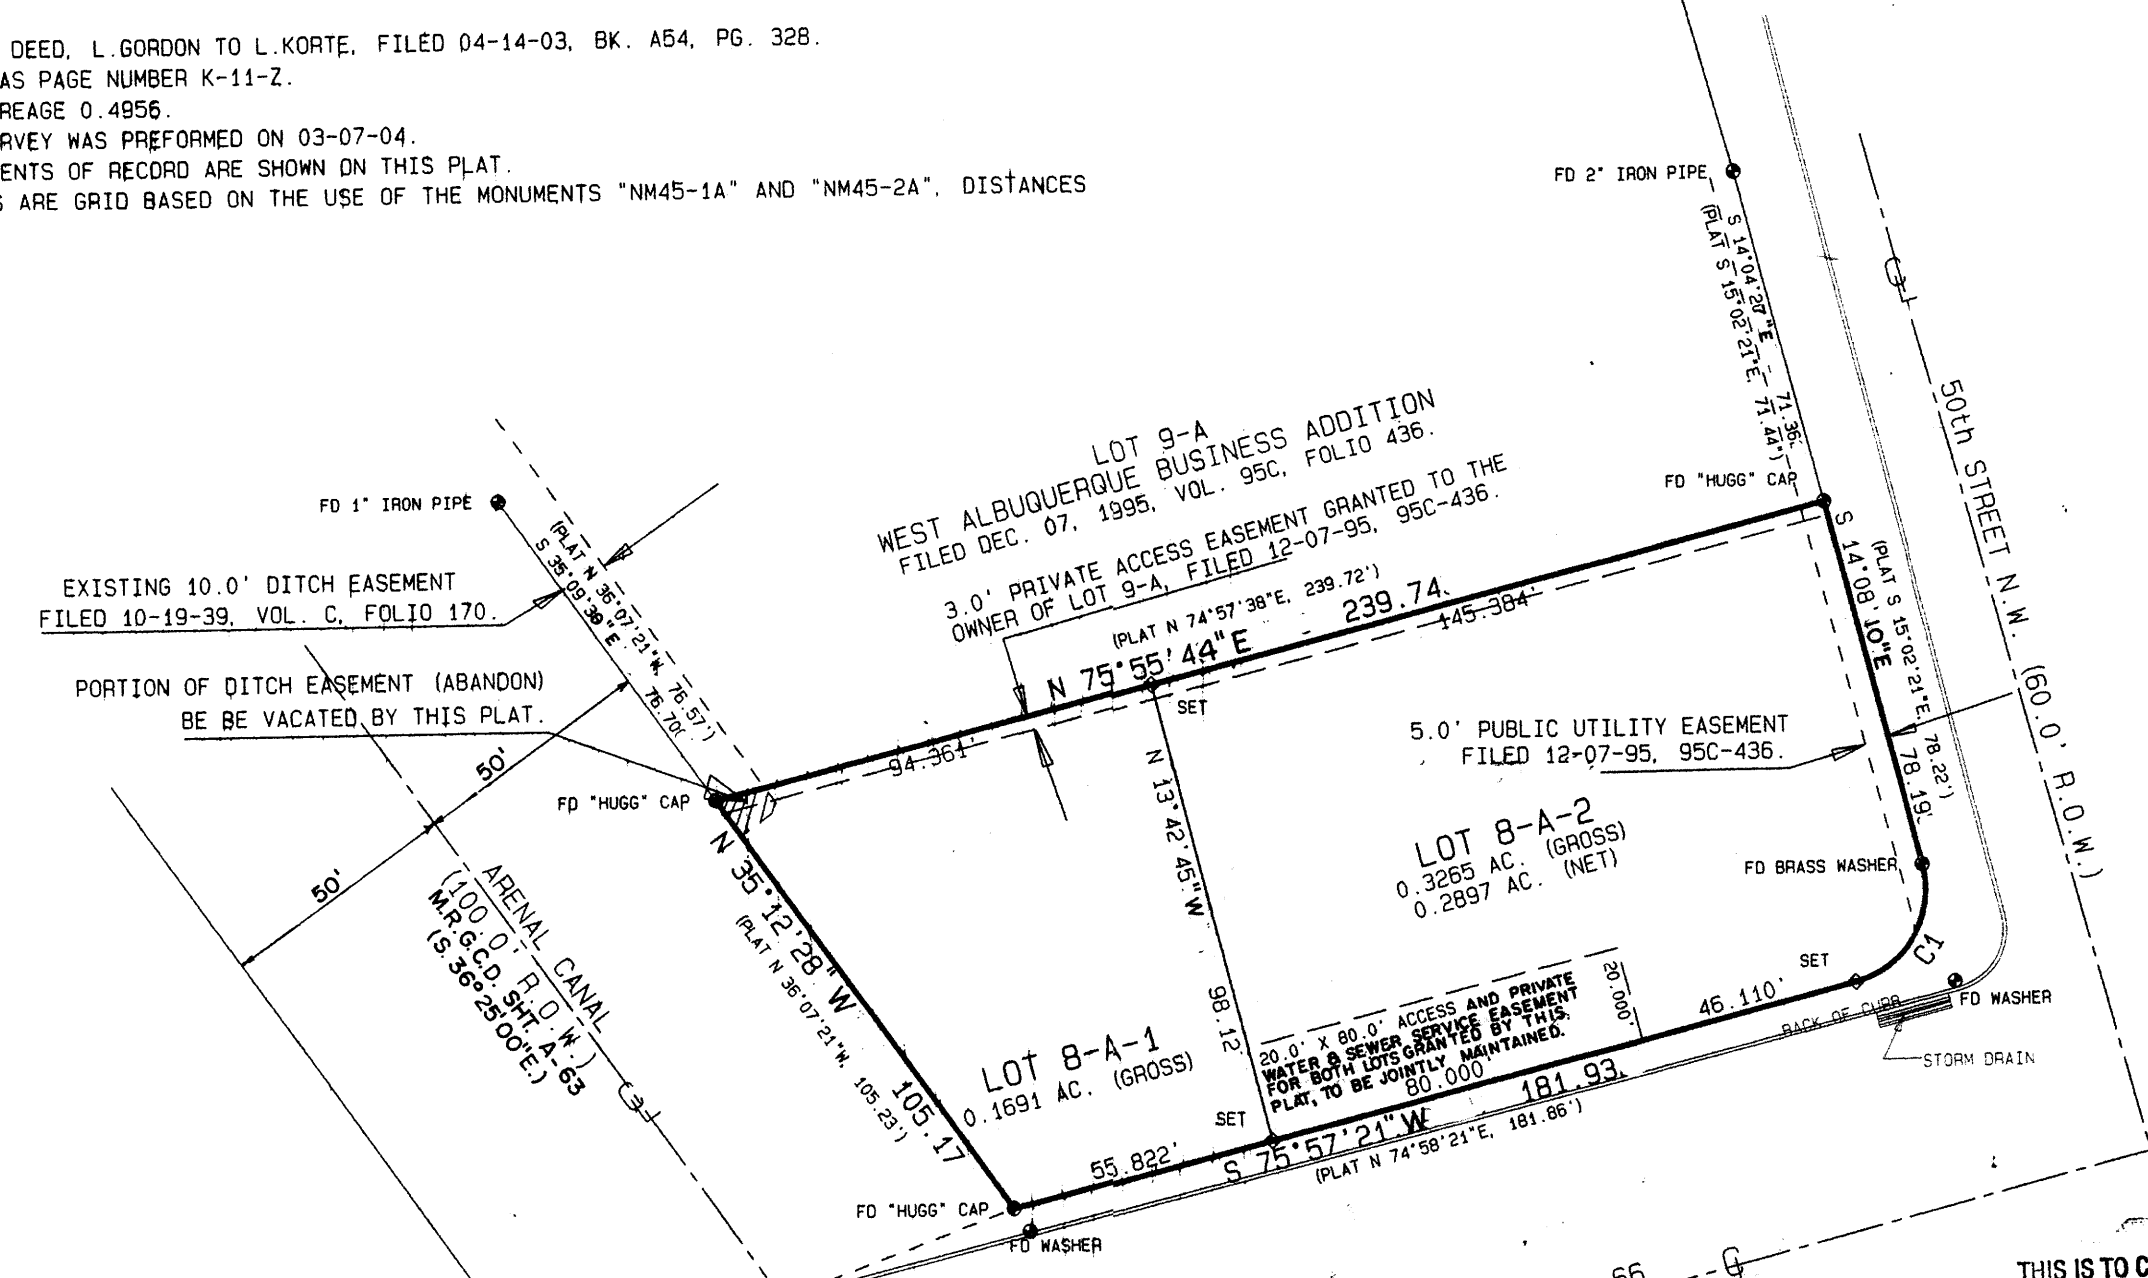 DEED, L.GORDON TO L.KORTE, FILED 04-14-03, BK. A54, PG. 328.
AS PAGE NUMBER K-11-Z.
REAGE 0.4956.
RVEY WAS PREFORMED ON 03-07-04.
ENTS OF RECORD ARE SHOWN ON THIS PLAT.
S ARE GRID BASED ON THE USE OF THE MONUMENTS "NM45-1A" AND "NM45-2A", DISTANCES
FD 2" IRON PIPE
S 14°04'27"E 71.36'
(PLAT S 15°02'21"E, 71.44')
50th STREET N.W. (60.0' R.O.W.)
LOT 9-A
WEST ALBUQUERQUE BUSINESS ADDITION
FILED DEC. 07, 1995, VOL. 95C, FOLIO 436.
3.0' PRIVATE ACCESS EASEMENT GRANTED TO THE
OWNER OF LOT 9-A, FILED 12-07-95, 95C-436.
FD "HUGG" CAP
FD 1" IRON PIPE
(PLAT N 36°07'21"W, 76.57')
S 35°09'30"E 76.70'
EXISTING 10.0' DITCH EASEMENT
FILED 10-19-39, VOL. C, FOLIO 170.
PORTION OF DITCH EASEMENT (ABANDON)
BE BE VACATED BY THIS PLAT.
(PLAT N 74°57'38"E, 239.72')
N 75°55'44"E 239.74
145.384'
94.361'
SET
S 14°08'10"E 78.19'
(PLAT S 15°02'21"E, 78.22')
5.0' PUBLIC UTILITY EASEMENT
FILED 12-07-95, 95C-436.
50'
50'
FD "HUGG" CAP
N 13°42'45"W 98.12'
LOT 8-A-2
0.3265 AC. (GROSS)
0.2897 AC. (NET)
FD BRASS WASHER
C1
ARENAL CANAL
(100.0' R.O.W.)
M.R.G.C.D. SHT. A-63
(S. 36°25'00"E.)
N 35°12'28"W 105.17
(PLAT N 36°07'21"W, 105.23')
LOT 8-A-1
0.1691 AC. (GROSS)
20.0' X 80.0' ACCESS AND PRIVATE
WATER & SEWER SERVICE EASEMENT
FOR BOTH LOTS GRANTED BY THIS
PLAT, TO BE JOINTLY MAINTAINED.
20.000'
SET
46.110'
FD WASHER
BACK OF CURB
STORM DRAIN
80.000'
SET
55.822'
S 75°57'21"W 181.93
(PLAT N 74°58'21"E, 181.86')
FD "HUGG" CAP
FD WASHER
66
THIS IS TO C